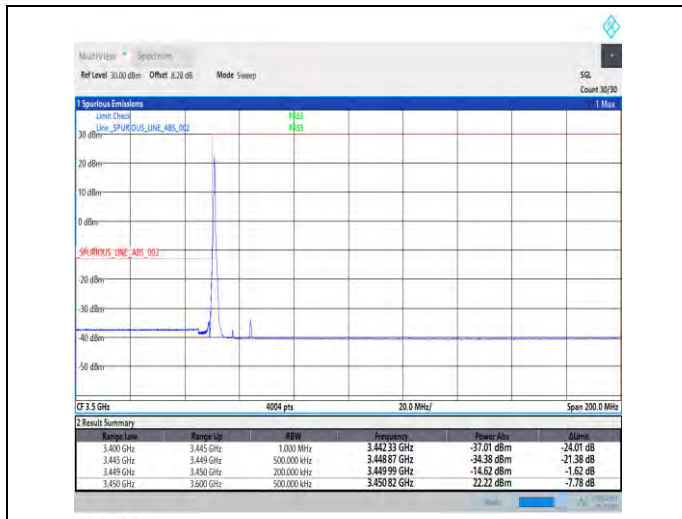 MultiView Spectrum
Ref Level 30.00 dBm Offset 8.28 dB Mode Sweep SGL
Count 30/30
1 Spurious Emissions 1 Max
Limit Check PASS
Line _SPURIOUS_LINE_ABS_002 PASS
30 dBm
20 dBm
10 dBm
0 dBm
_SPURIOUS_LINE_ABS_002
-20 dBm
-30 dBm
-40 dBm
-50 dBm
CF 3.5 GHz 4004 pts 20.0 MHz/ Span 200.0 MHz
2 Result Summary
Range Low Range Up RBW Frequency Power Abs ΔLimit
3.400 GHz 3.445 GHz 1.000 MHz 3.442 33 GHz -37.01 dBm -24.01 dB
3.445 GHz 3.449 GHz 500.000 kHz 3.448 87 GHz -34.38 dBm -21.38 dB
3.449 GHz 3.450 GHz 200.000 kHz 3.449 99 GHz -14.62 dBm -1.62 dB
3.450 GHz 3.600 GHz 500.000 kHz 3.450 82 GHz 22.22 dBm -7.78 dB